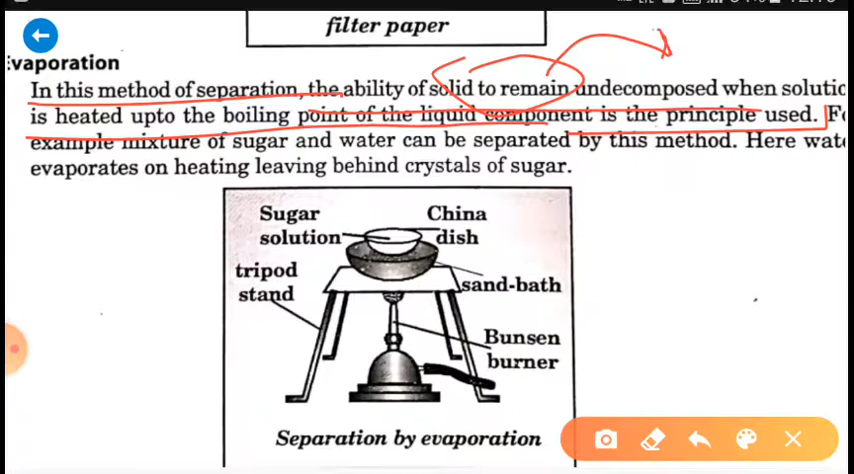 filter paper
Evaporation
In this method of separation, the ability of solid to remain undecomposed when solutio
is heated upto the boiling point of the liquid component is the principle used. Fo
example mixture of sugar and water can be separated by this method. Here wate
evaporates on heating leaving behind crystals of sugar.
Sugar
solution
China
dish
tripod
stand
sand-bath
Bunsen
burner
Separation by evaporation